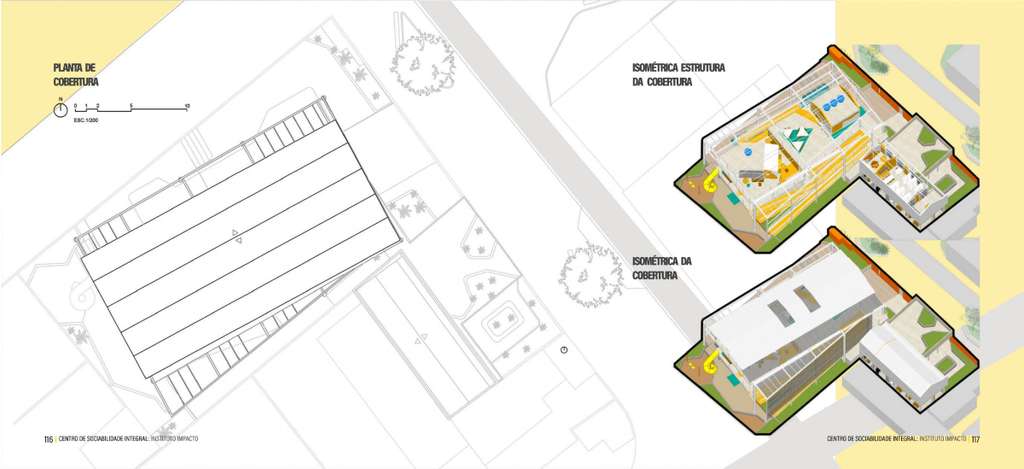 PLANTA DE
COBERTURA
N
0 1 2 5 10
ESC.:1/200
ISOMÉTRICA ESTRUTURA
DA COBERTURA
ISOMÉTRICA DA
COBERTURA
116 | CENTRO DE SOCIABILIDADE INTEGRAL: INSTITUTO IMPACTO
CENTRO DE SOCIABILIDADE INTEGRAL: INSTITUTO IMPACTO | 117